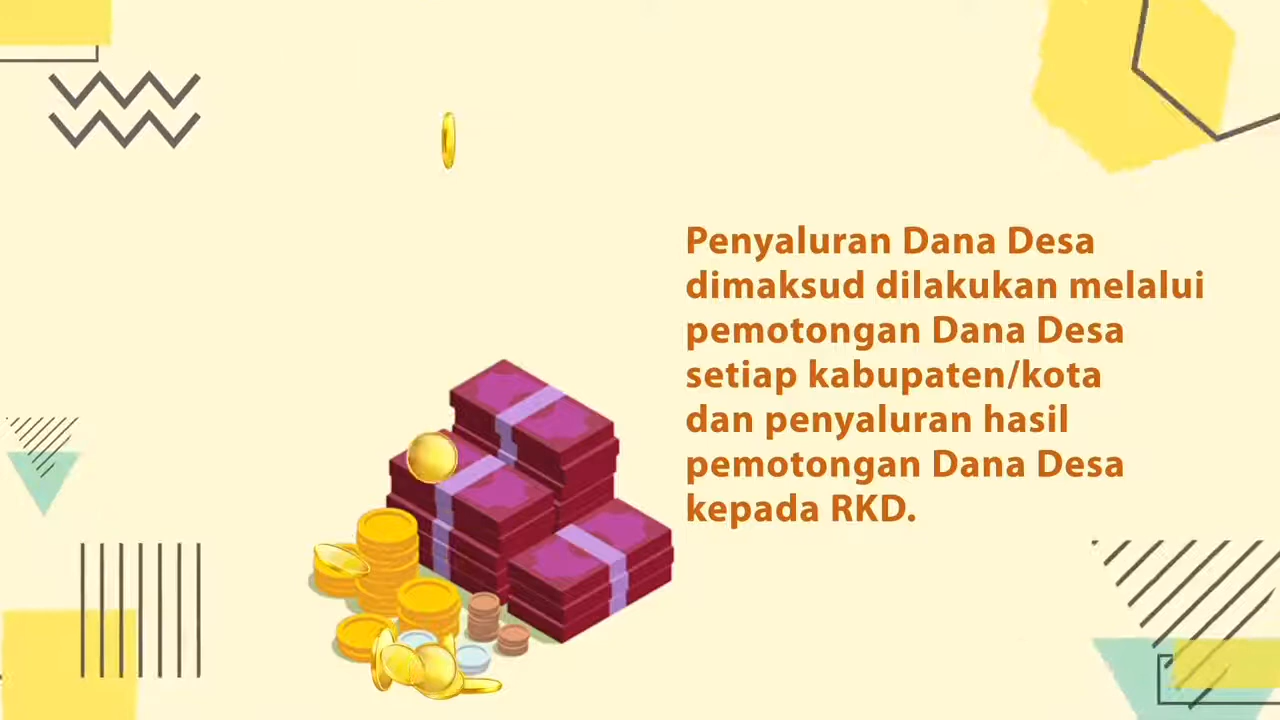 Penyaluran Dana Desa
dimaksud dilakukan melalui
pemotongan Dana Desa
setiap kabupaten/kota
dan penyaluran hasil
pemotongan Dana Desa
kepada RKD.